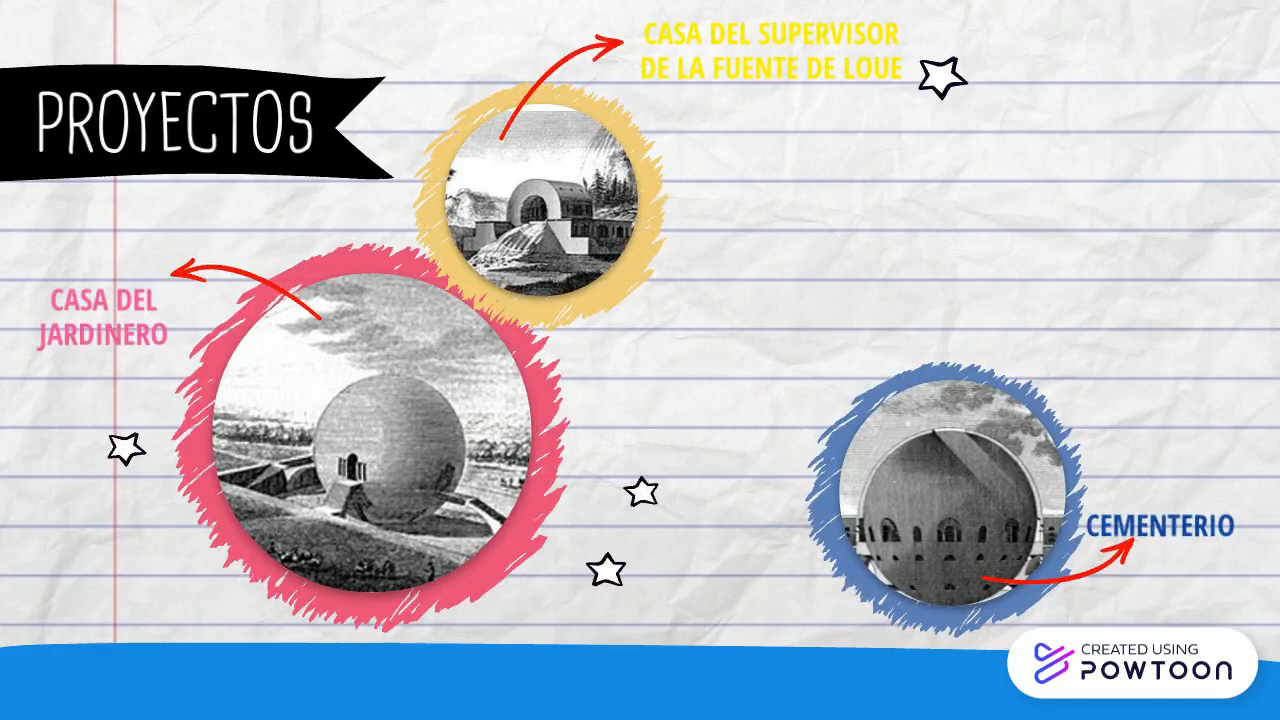 PROYECTOS
CASA DEL SUPERVISOR
DE LA FUENTE DE LOUE
CASA DEL
JARDINERO
CEMENTERIO
CREATED USING
POWTOON